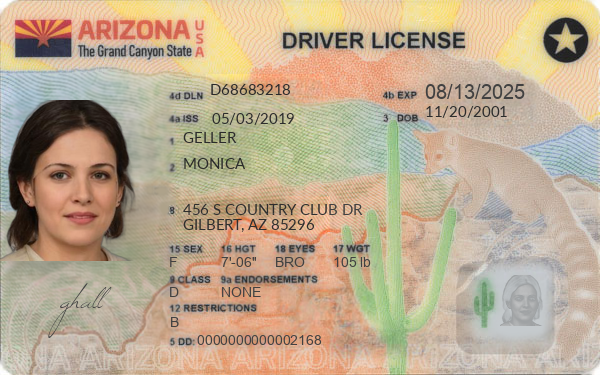 ARIZONA USA
The Grand Canyon State
DRIVER LICENSE
4d DLN D68683218
4b EXP 08/13/2025
4a ISS 05/03/2019
3 DOB 11/20/2001
1 GELLER
2 MONICA
8 456 S COUNTRY CLUB DR
GILBERT, AZ 85296
15 SEX 16 HGT 18 EYES 17 WGT
F 7'-06" BRO 105 lb
9 CLASS 9a ENDORSEMENTS
D NONE
12 RESTRICTIONS
B
5 DD: 0000000000002168
ghall
ARIZONA ARIZONA ARIZONA ARIZONA